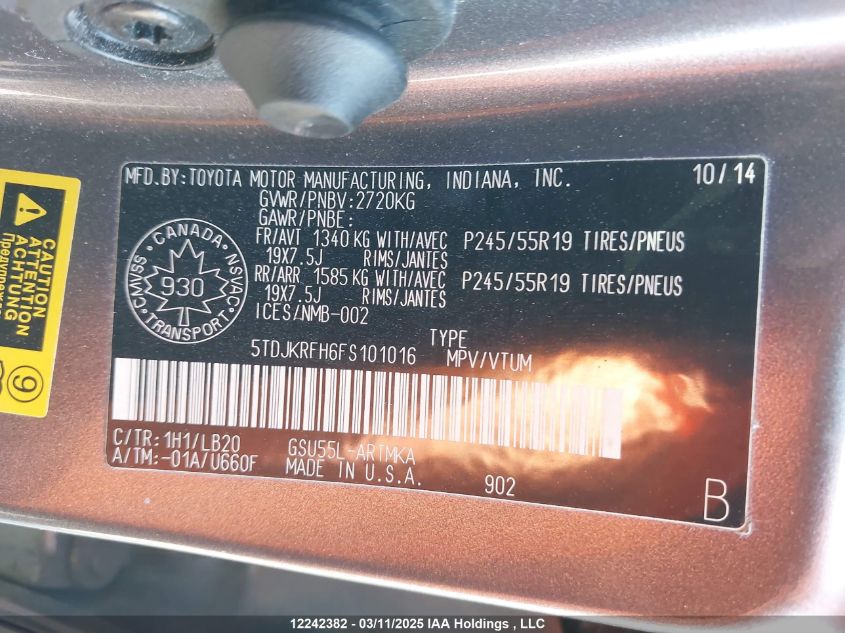 MFD.BY:TOYOTA MOTOR MANUFACTURING, INDIANA, INC. 10/14
GVWR/PNBV:2720KG
GAWR/PNBE:
FR/AVT 1340 KG WITH/AVEC P245/55R19 TIRES/PNEUS
19X7.5J RIMS/JANTES
RR/ARR 1585 KG WITH/AVEC P245/55R19 TIRES/PNEUS
19X7.5J RIMS/JANTES
ICES/NMB-002
CANADA
CMVSS 930 NSVAC
TRANSPORT
5TDJKRFH6FS101016 TYPE
MPV/VTUM
C/TR:1H1/LB20 GSU55L-ARTMKA
A/TM:-01A/U660F MADE IN U.S.A. 902
B
CAUTION
ATTENTION
ACHTUNG
9
12242382 - 03/11/2025 IAA Holdings, LLC